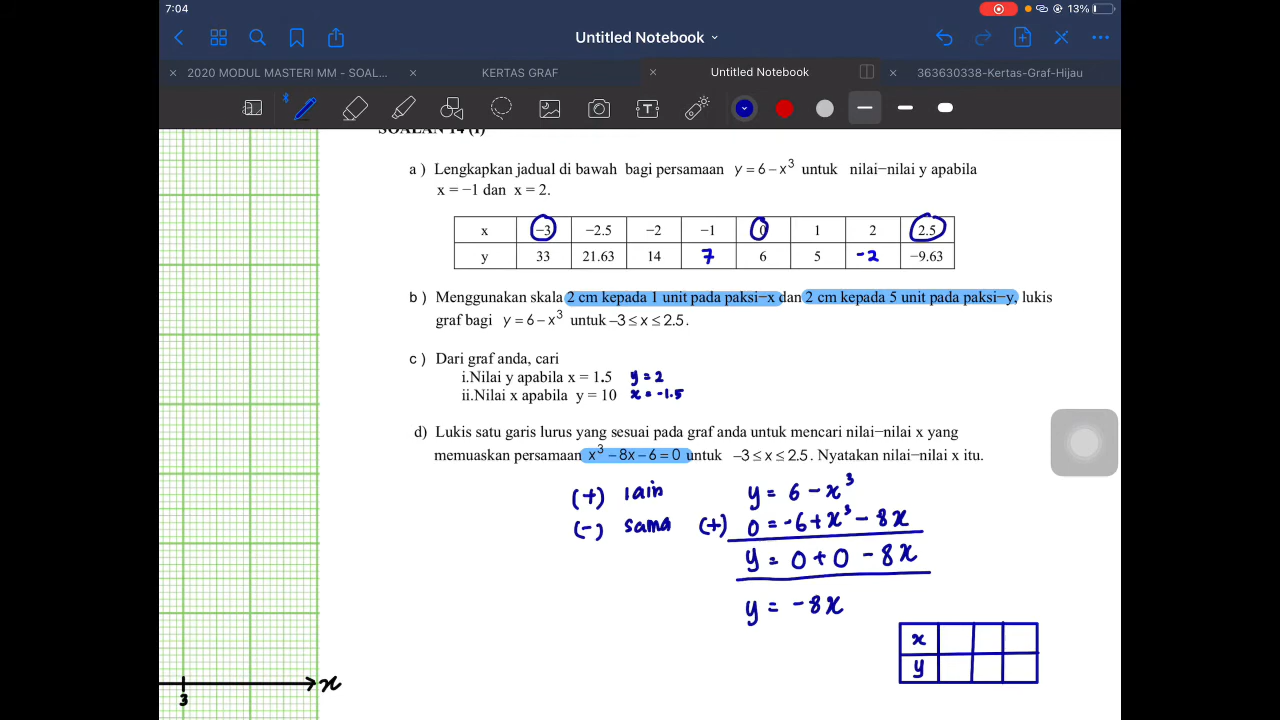 7:04
13%
Untitled Notebook
2020 MODUL MASTERI MM - SOAL...
KERTAS GRAF
Untitled Notebook
363630338-Kertas-Graf-Hijau
SOALAN 14 (I)
a ) Lengkapkan jadual di bawah bagi persamaan y = 6 − x³ untuk nilai−nilai y apabila
x = −1 dan x = 2.
x −3 −2.5 −2 −1 0 1 2 2.5
y 33 21.63 14 7 6 5 -2 −9.63
b ) Menggunakan skala 2 cm kepada 1 unit pada paksi−x dan 2 cm kepada 5 unit pada paksi−y, lukis
graf bagi y = 6 − x³ untuk −3 ≤ x ≤ 2.5.
c ) Dari graf anda, cari
i.Nilai y apabila x = 1.5 y = 2
ii.Nilai x apabila y = 10 x = -1.5
d) Lukis satu garis lurus yang sesuai pada graf anda untuk mencari nilai−nilai x yang
memuaskan persamaan x³ − 8x − 6 = 0 untuk −3 ≤ x ≤ 2.5. Nyatakan nilai−nilai x itu.
(+) lain y = 6 - x³
(-) sama (+) 0 = -6 + x³ - 8x
y = 0 + 0 - 8x
y = -8x
x
y
x
3